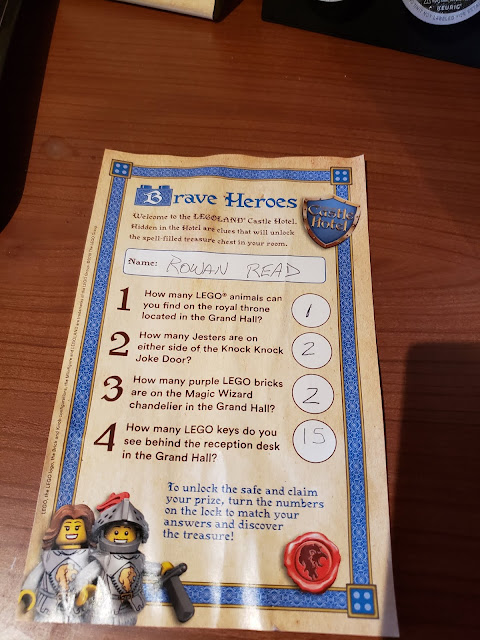 Brave Heroes
Castle
Hotel
Welcome to the LEGOLAND® Castle Hotel.
Hidden in the Hotel are clues that will unlock
the spell-filled treasure chest in your room.
Name: ROWAN READ
1 How many LEGO® animals can
you find on the royal throne
located in the Grand Hall?
1
2 How many Jesters are on
either side of the Knock Knock
Joke Door?
2
3 How many purple LEGO bricks
are on the Magic Wizard
chandelier in the Grand Hall?
2
4 How many LEGO keys do you
see behind the reception desk
in the Grand Hall?
15
To unlock the safe and claim
your prize, turn the numbers
on the lock to match your
answers and discover
the treasure!
KEURIG